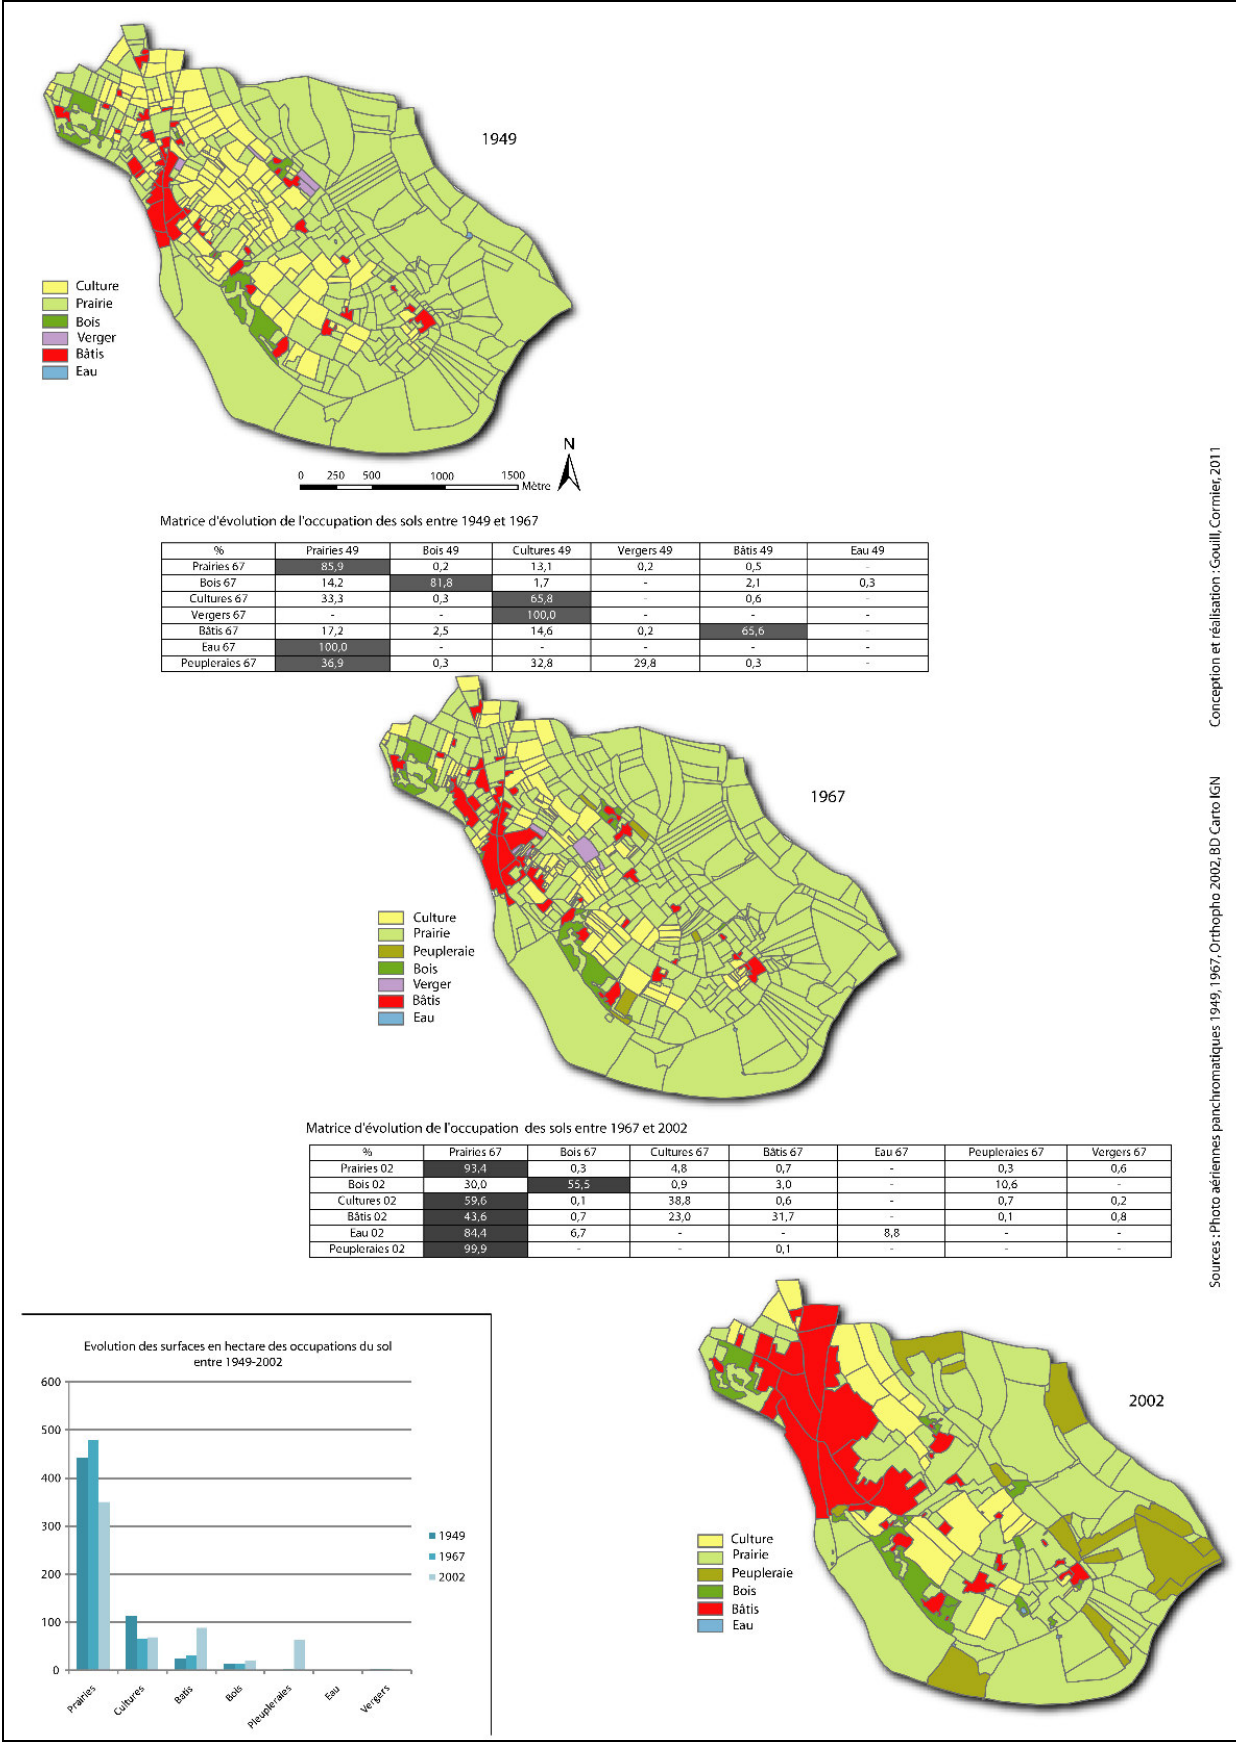 1949
Culture
Prairie
Bois
Verger
Bâtis
Eau
N
0 250 500 1000 1500
Mètre
Matrice d'évolution de l'occupation des sols entre 1949 et 1967
% Prairies 49 Bois 49 Cultures 49 Vergers 49 Bâtis 49 Eau 49
Prairies 67 85,9 0,2 13,1 0,2 0,5 -
Bois 67 14,2 81,8 1,7 - 2,1 0,3
Cultures 67 33,3 0,3 65,8 - 0,6 -
Vergers 67 - - 100,0 - - -
Bâtis 67 17,2 2,5 14,6 0,2 65,6 -
Eau 67 100,0 - - - - -
Peupleraies 67 36,9 0,3 32,8 29,8 0,3 -
1967
Culture
Prairie
Peupleraie
Bois
Verger
Bâtis
Eau
Matrice d'évolution de l'occupation des sols entre 1967 et 2002
% Prairies 67 Bois 67 Cultures 67 Bâtis 67 Eau 67 Peupleraies 67 Vergers 67
Prairies 02 93,4 0,3 4,8 0,7 - 0,3 0,6
Bois 02 30,0 55,5 0,9 3,0 - 10,6 -
Cultures 02 59,6 0,1 38,8 0,6 - 0,7 0,2
Bâtis 02 43,6 0,7 23,0 31,7 - 0,1 0,8
Eau 02 84,4 6,7 - - 8,8 - -
Peupleraies 02 99,9 - - 0,1 - - -
Evolution des surfaces en hectare des occupations du sol
entre 1949-2002
600
500
400
300
200
100
0
Prairies
Cultures
Batis
Bois
Pleupleraies
Eau
Vergers
1949
1967
2002
2002
Culture
Prairie
Peupleraie
Bois
Bâtis
Eau
Sources : Photo aériennes panchromatiques 1949, 1967, Orthopho 2002, BD Carto IGN Conception et réalisation : Gouill, Cormier, 2011